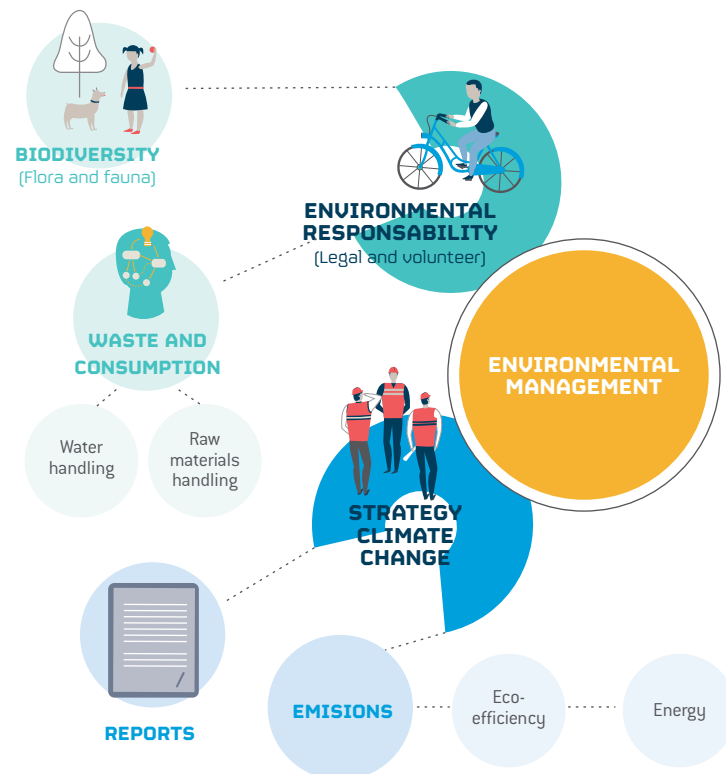 BIODIVERSITY
(Flora and fauna)
ENVIRONMENTAL
RESPONSABILITY
(Legal and volunteer)
WASTE AND
CONSUMPTION
ENVIRONMENTAL
MANAGEMENT
Water
handling
Raw
materials
handling
STRATEGY
CLIMATE
CHANGE
REPORTS
EMISIONS
Eco-
efficiency
Energy